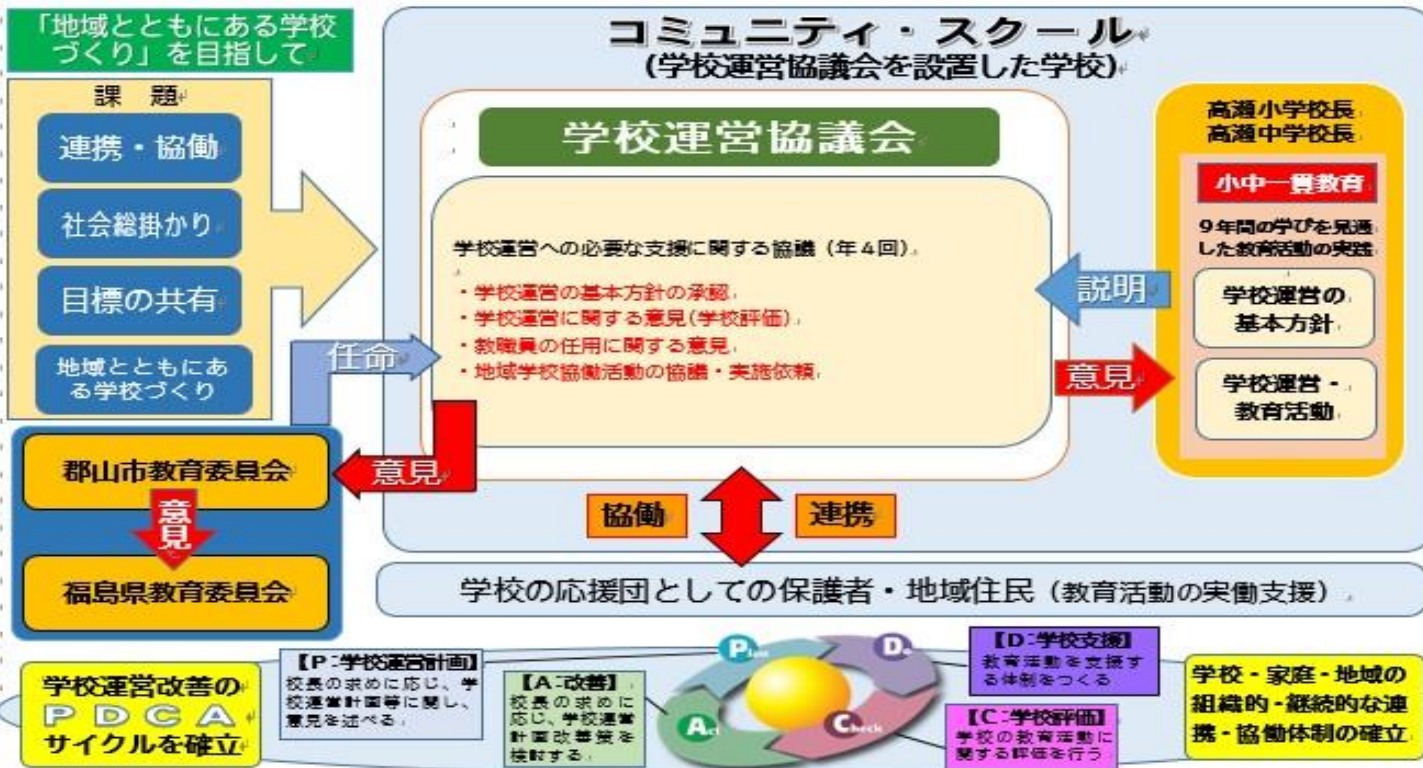 「地域とともにある学校
づくり」を目指して
コミュニティ・スクール
(学校運営協議会を設置した学校)
課　題
連携・協働
社会総掛かり
目標の共有
地域とともにあ
る学校づくり
学校運営協議会
学校運営への必要な支援に関する協議（年４回）
・学校運営の基本方針の承認
・学校運営に関する意見(学校評価)
・教職員の任用に関する意見
・地域学校協働活動の協議・実施依頼
高瀬小学校長
高瀬中学校長
小中一貫教育
９年間の学びを見通
した教育活動の実践
学校運営の
基本方針
学校運営・
教育活動
説明
意見
任命
意見
郡山市教育委員会
意見
福島県教育委員会
協働
連携
学校の応援団としての保護者・地域住民（教育活動の実働支援）
学校運営改善の
ＰＤＣＡ
サイクルを確立
【P:学校運営計画】
校長の求めに応じ、学
校運営計画等に関し、
意見を述べる
【A:改善】
校長の求めに
応じ、学校運営
計画改善策を
検討する
Plan
Do
Act
Check
【D:学校支援】
教育活動を支援す
る体制をつくる
【C:学校評価】
学校の教育活動に
関する評価を行う
学校・家庭・地域の
組織的・継続的な連
携・協働体制の確立